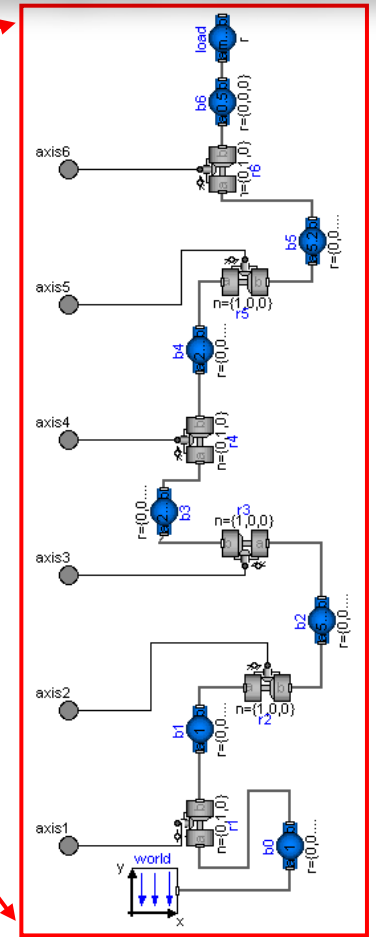 load
r
b6
r={0,0,0}
axis6
n={0,1,0}
r6
b5
r={0,0....
axis5
n={1,0,0}
r5
b4
r={0,0....
axis4
n={0,1,0}
r4
b3
r={0,0....
r3
n={1,0,0}
axis3
b2
r={0,0....
axis2
n={1,0,0}
r2
b1
r={0,0....
axis1
n={0,1,0}
r1
b0
r={0,0....
world
y
x